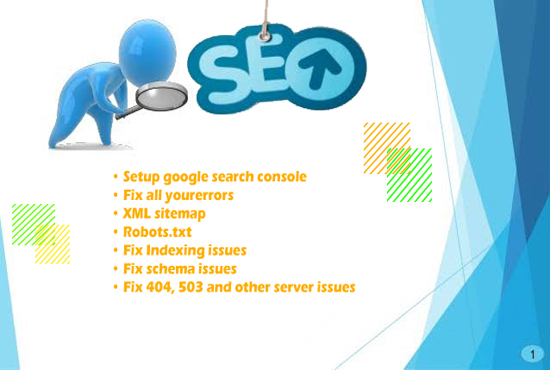 SEO
• Setup google search console
• Fix all yourerrors
• XML sitemap
• Robots.txt
• Fix Indexing issues
• Fix schema issues
• Fix 404, 503 and other server issues
1